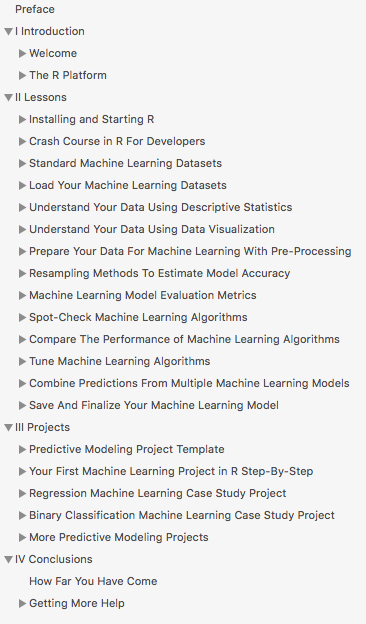 Preface
I Introduction
Welcome
The R Platform
II Lessons
Installing and Starting R
Crash Course in R For Developers
Standard Machine Learning Datasets
Load Your Machine Learning Datasets
Understand Your Data Using Descriptive Statistics
Understand Your Data Using Data Visualization
Prepare Your Data For Machine Learning With Pre-Processing
Resampling Methods To Estimate Model Accuracy
Machine Learning Model Evaluation Metrics
Spot-Check Machine Learning Algorithms
Compare The Performance of Machine Learning Algorithms
Tune Machine Learning Algorithms
Combine Predictions From Multiple Machine Learning Models
Save And Finalize Your Machine Learning Model
III Projects
Predictive Modeling Project Template
Your First Machine Learning Project in R Step-By-Step
Regression Machine Learning Case Study Project
Binary Classification Machine Learning Case Study Project
More Predictive Modeling Projects
IV Conclusions
How Far You Have Come
Getting More Help